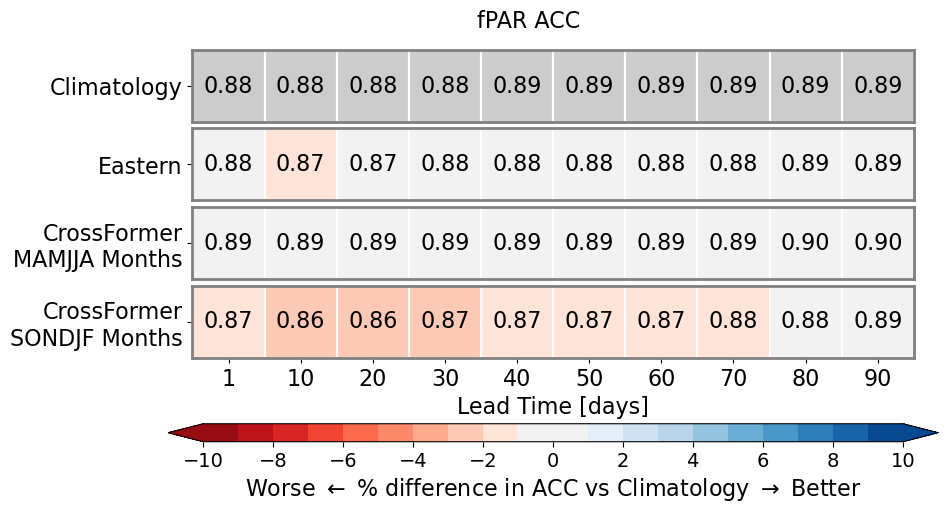 fPAR ACC
Climatology 0.88 0.88 0.88 0.88 0.89 0.89 0.89 0.89 0.89 0.89
Eastern 0.88 0.87 0.87 0.88 0.88 0.88 0.88 0.88 0.89 0.89
CrossFormer
MAMJJA Months 0.89 0.89 0.89 0.89 0.89 0.89 0.89 0.89 0.90 0.90
CrossFormer
SONDJF Months 0.87 0.86 0.86 0.87 0.87 0.87 0.87 0.88 0.88 0.89
1 10 20 30 40 50 60 70 80 90
Lead Time [days]
−10 −8 −6 −4 −2 0 2 4 6 8 10
Worse ← % difference in ACC vs Climatology → Better